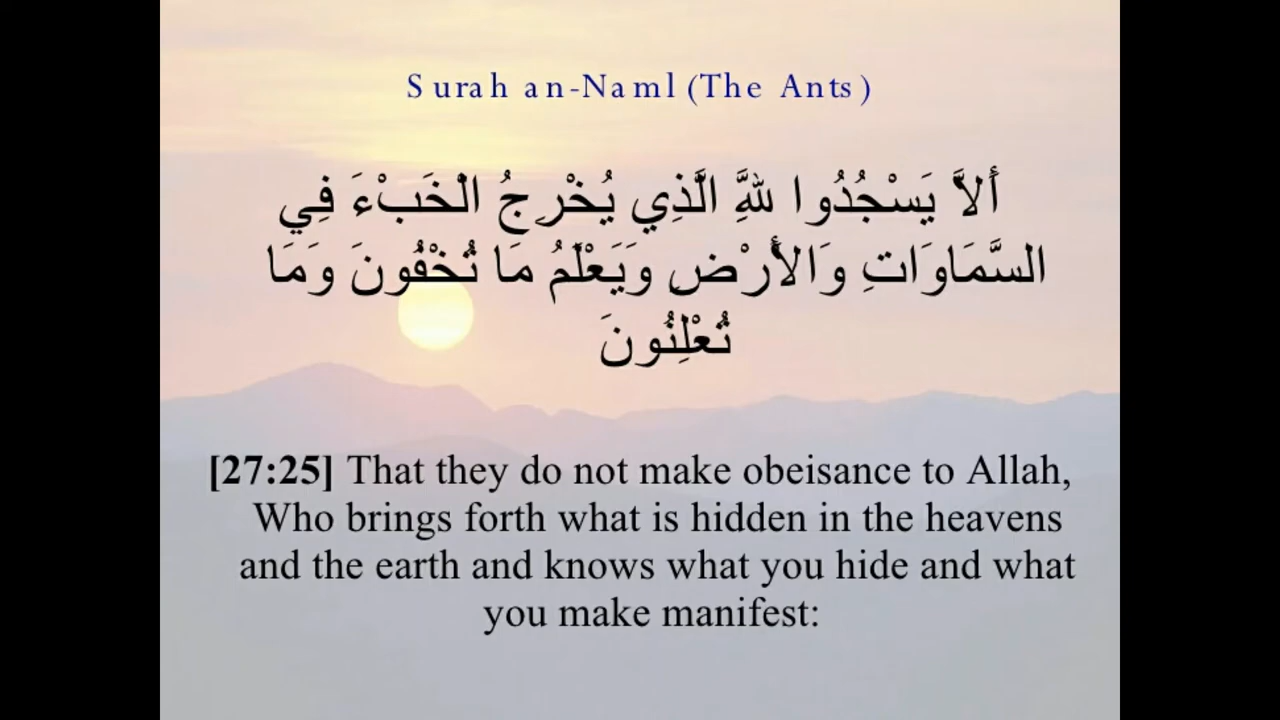 Surah an-Naml (The Ants)
أَلاَّ يَسْجُدُوا لِلَّهِ الَّذِي يُخْرِجُ الْخَبْءَ فِي
السَّمَاوَاتِ وَالأَرْضِ وَيَعْلَمُ مَا تُخْفُونَ وَمَا
تُعْلِنُونَ
[27:25] That they do not make obeisance to Allah,
Who brings forth what is hidden in the heavens
and the earth and knows what you hide and what
you make manifest: